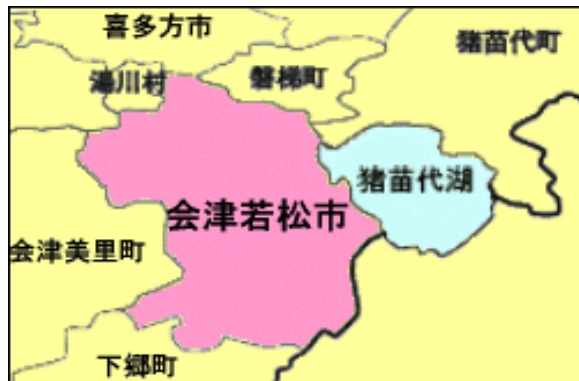 喜多方市
猪苗代町
湯川村
磐梯町
猪苗代湖
会津若松市
会津美里町
下郷町